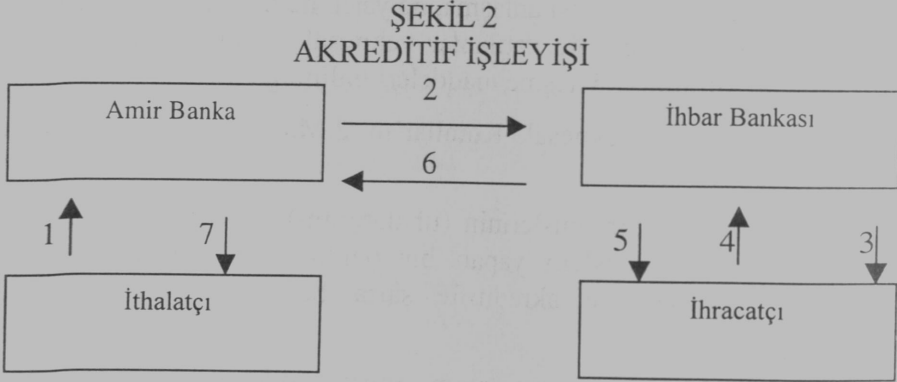 ŞEKİL 2
AKREDİTİF İŞLEYİŞİ
Amir Banka
2
İhbar Bankası
6
1
7
5
4
3
İthalatçı
İhracatçı